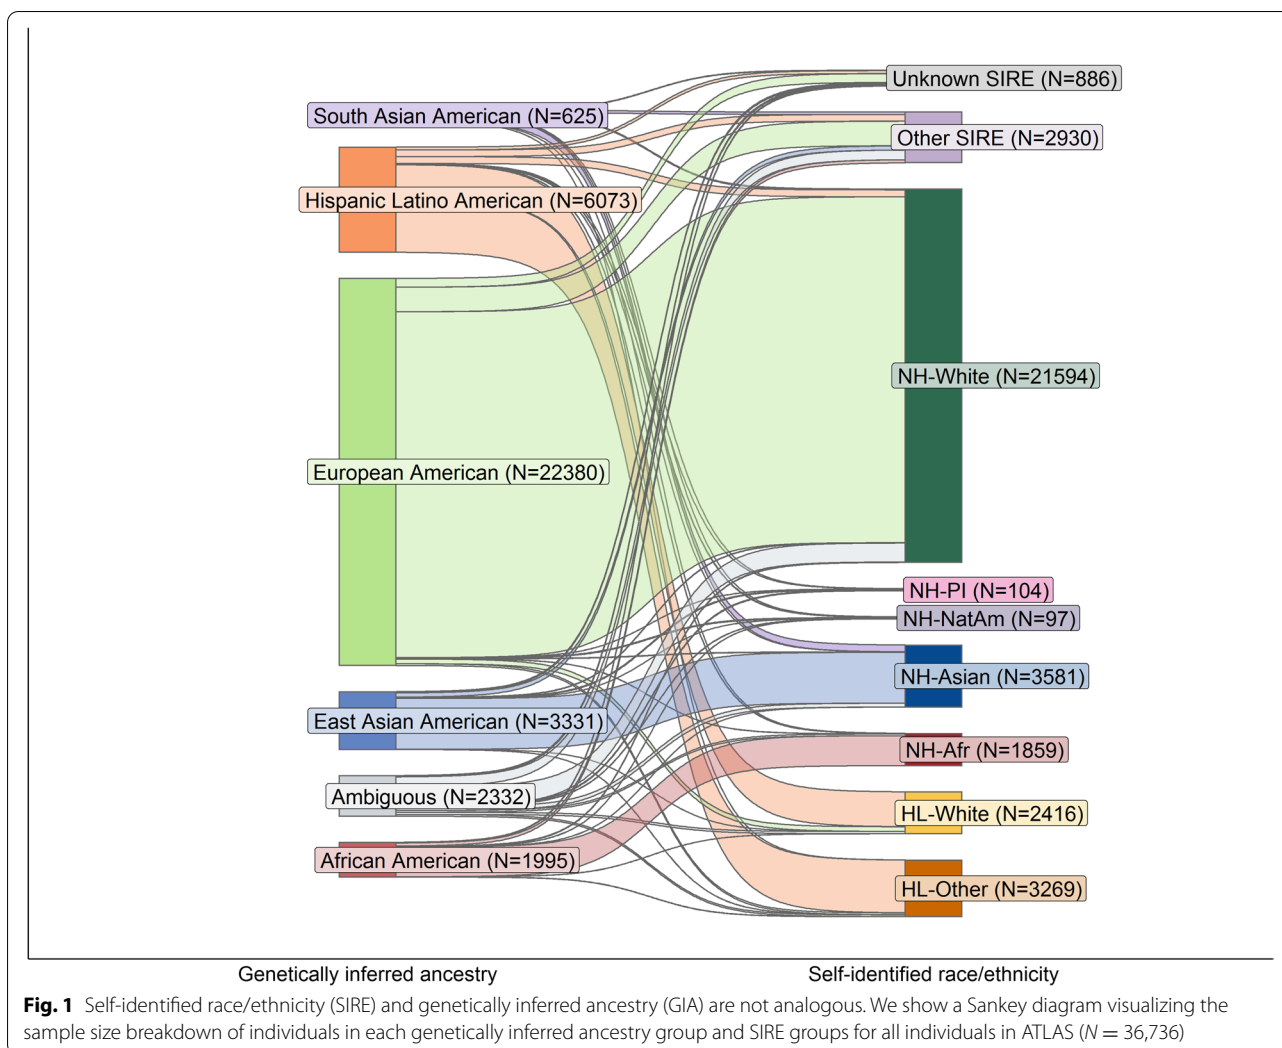 South Asian American (N=625)
Hispanic Latino American (N=6073)
European American (N=22380)
East Asian American (N=3331)
Ambiguous (N=2332)
African American (N=1995)
Unknown SIRE (N=886)
Other SIRE (N=2930)
NH-White (N=21594)
NH-PI (N=104)
NH-NatAm (N=97)
NH-Asian (N=3581)
NH-Afr (N=1859)
HL-White (N=2416)
HL-Other (N=3269)
Genetically inferred ancestry
Self-identified race/ethnicity
Fig. 1 Self-identified race/ethnicity (SIRE) and genetically inferred ancestry (GIA) are not analogous. We show a Sankey diagram visualizing the
sample size breakdown of individuals in each genetically inferred ancestry group and SIRE groups for all individuals in ATLAS (N = 36,736)